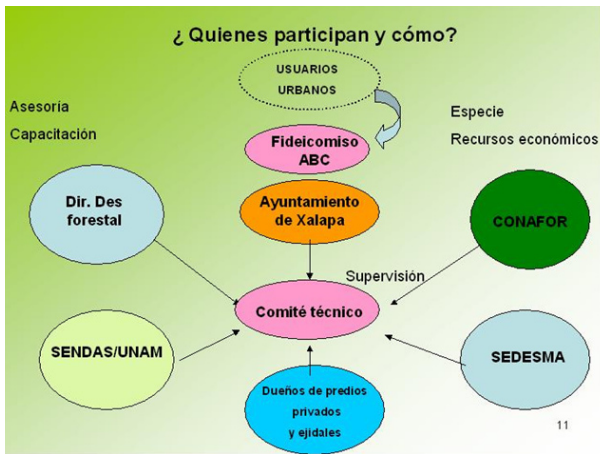 ¿ Quienes participan y cómo?
USUARIOS
URBANOS
Asesoría
Capacitación
Especie
Recursos económicos
Fideicomiso
ABC
Dir. Des
forestal
Ayuntamiento
de Xalapa
CONAFOR
Supervisión
Comité técnico
SENDAS/UNAM
SEDESMA
Dueños de predios
privados
y ejidales
11